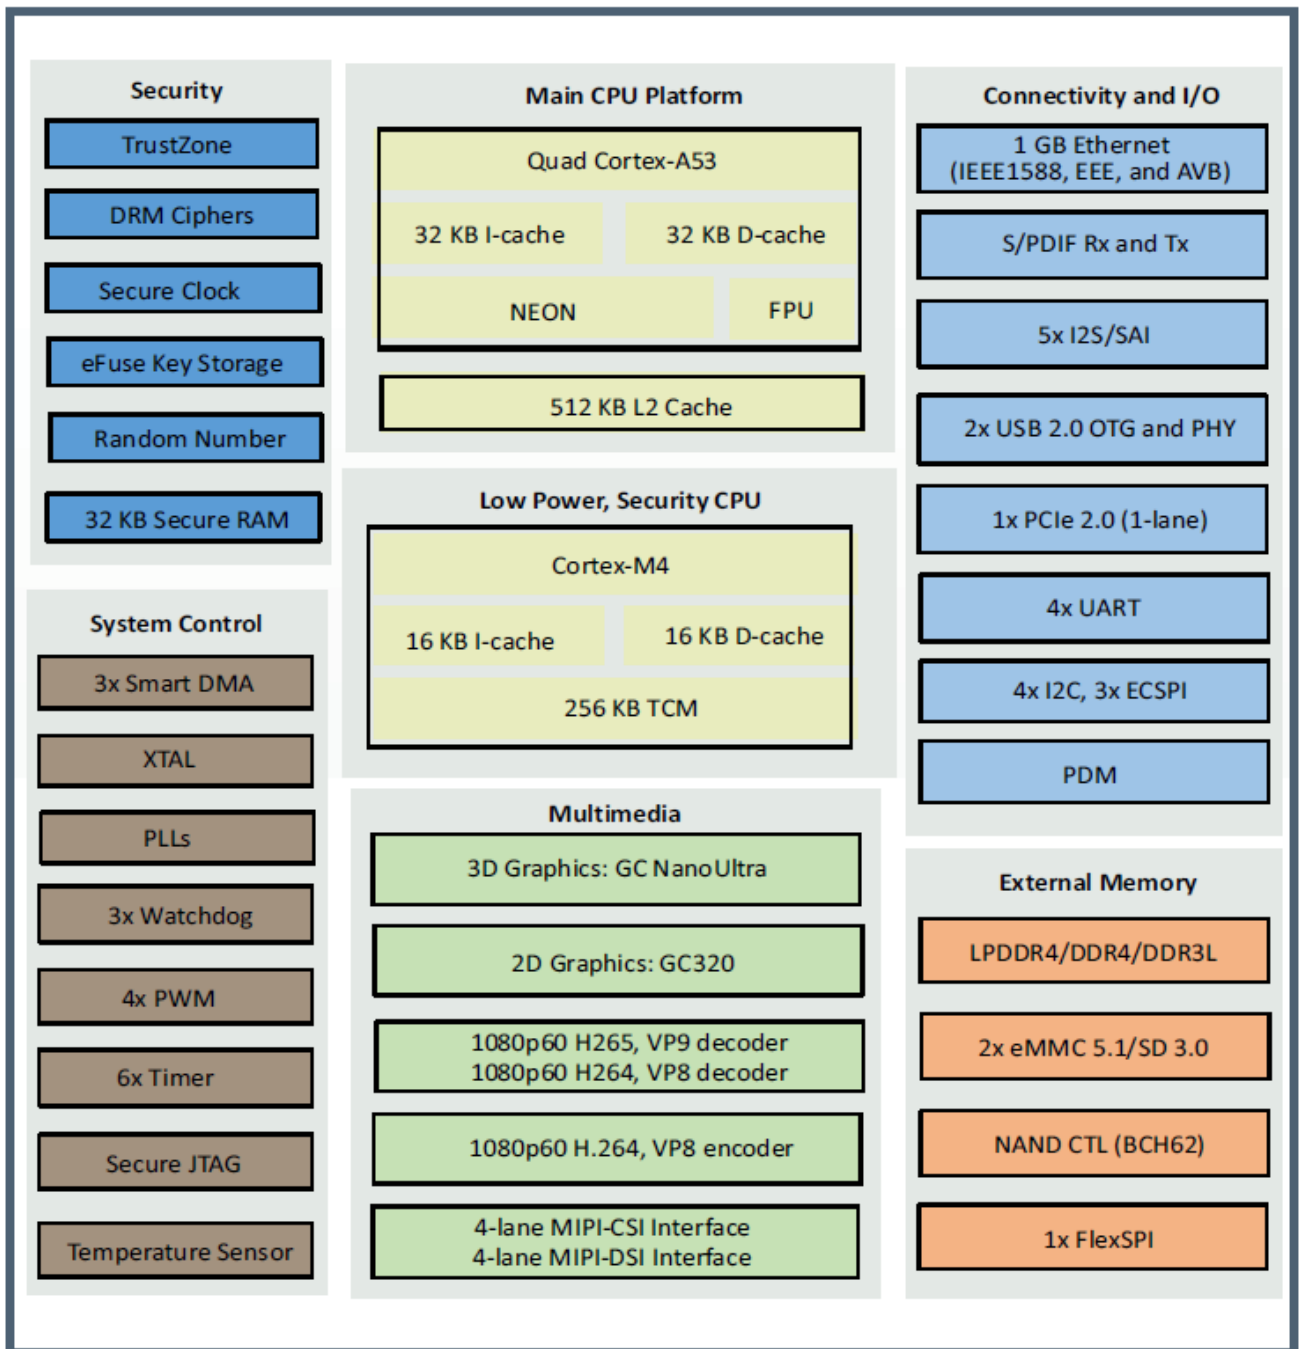 Security
TrustZone
DRM Ciphers
Secure Clock
eFuse Key Storage
Random Number
32 KB Secure RAM
System Control
3x Smart DMA
XTAL
PLLs
3x Watchdog
4x PWM
6x Timer
Secure JTAG
Temperature Sensor
Main CPU Platform
Quad Cortex-A53
32 KB I-cache
32 KB D-cache
NEON
FPU
512 KB L2 Cache
Low Power, Security CPU
Cortex-M4
16 KB I-cache
16 KB D-cache
256 KB TCM
Multimedia
3D Graphics: GC NanoUltra
2D Graphics: GC320
1080p60 H265, VP9 decoder
1080p60 H264, VP8 decoder
1080p60 H.264, VP8 encoder
4-lane MIPI-CSI Interface
4-lane MIPI-DSI Interface
Connectivity and I/O
1 GB Ethernet
(IEEE1588, EEE, and AVB)
S/PDIF Rx and Tx
5x I2S/SAI
2x USB 2.0 OTG and PHY
1x PCIe 2.0 (1-lane)
4x UART
4x I2C, 3x ECSPI
PDM
External Memory
LPDDR4/DDR4/DDR3L
2x eMMC 5.1/SD 3.0
NAND CTL (BCH62)
1x FlexSPI